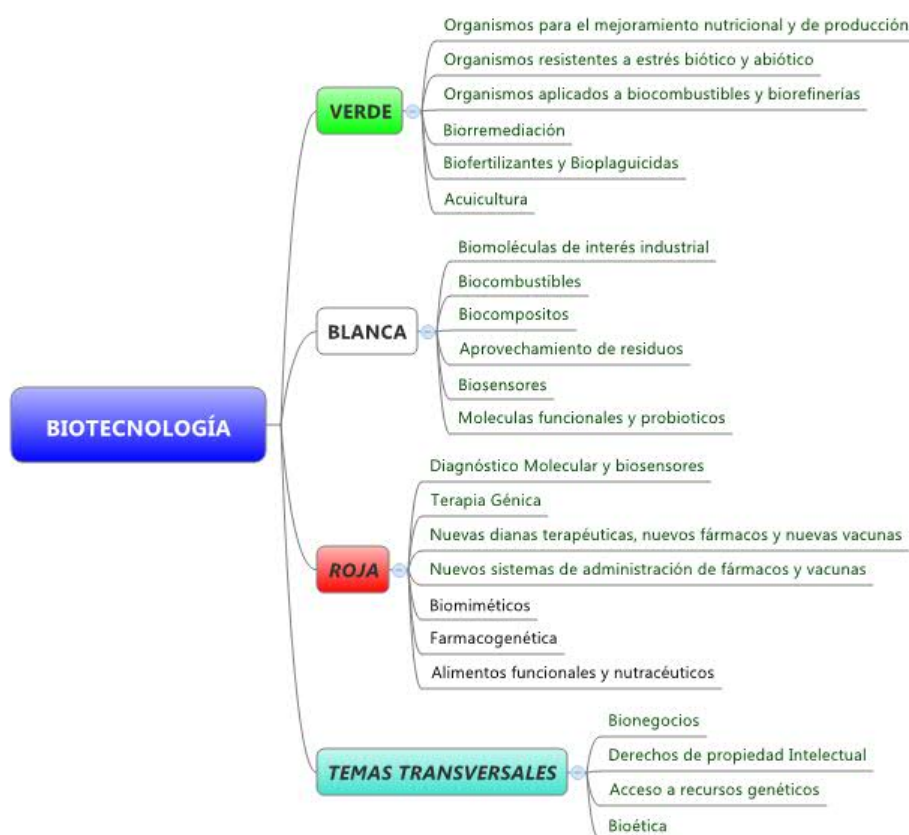 Organismos para el mejoramiento nutricional y de producción
Organismos resistentes a estrés biótico y abiótico
Organismos aplicados a biocombustibles y biorefinerías
VERDE
Biorremediación
Biofertilizantes y Bioplaguicidas
Acuicultura
Biomoléculas de interés industrial
Biocombustíbles
Biocompositos
BLANCA
Aprovechamiento de residuos
Biosensores
Moleculas funcionales y probioticos
BIOTECNOLOGÍA
Diagnóstico Molecular y biosensores
Terapia Génica
Nuevas dianas terapéuticas, nuevos fármacos y nuevas vacunas
ROJA
Nuevos sistemas de administración de fármacos y vacunas
Biomiméticos
Farmacogenética
Alimentos funcionales y nutracéuticos
Bionegocios
Derechos de propiedad Intelectual
TEMAS TRANSVERSALES
Acceso a recursos genéticos
Bioética